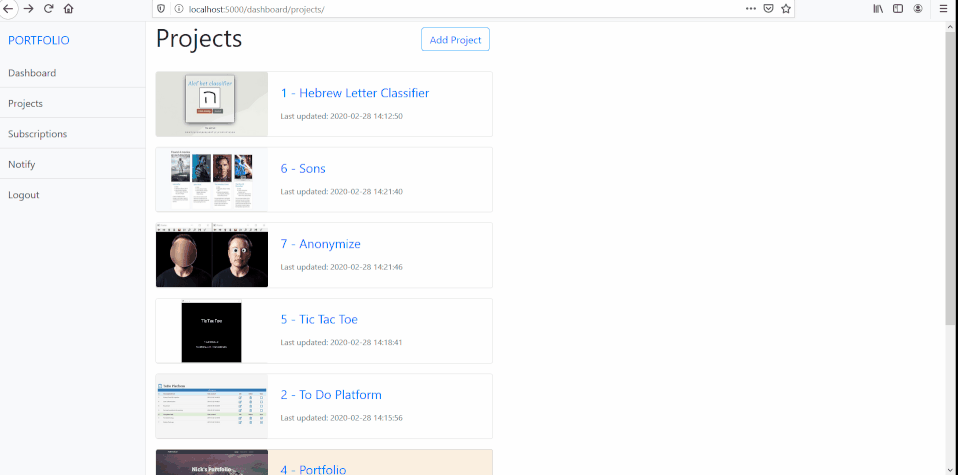 localhost:5000/dashboard/projects/
PORTFOLIO
Dashboard
Projects
Subscriptions
Notify
Logout
Projects
Add Project
Alef bet classifier
1 - Hebrew Letter Classifier
Last updated: 2020-02-28 14:12:50
6 - Sons
Last updated: 2020-02-28 14:21:40
7 - Anonymize
Last updated: 2020-02-28 14:21:46
Tic Tac Toe
5 - Tic Tac Toe
Last updated: 2020-02-28 14:18:41
2 - To Do Platform
Last updated: 2020-02-28 14:15:56
Nick's Portfolio
4 - Portfolio